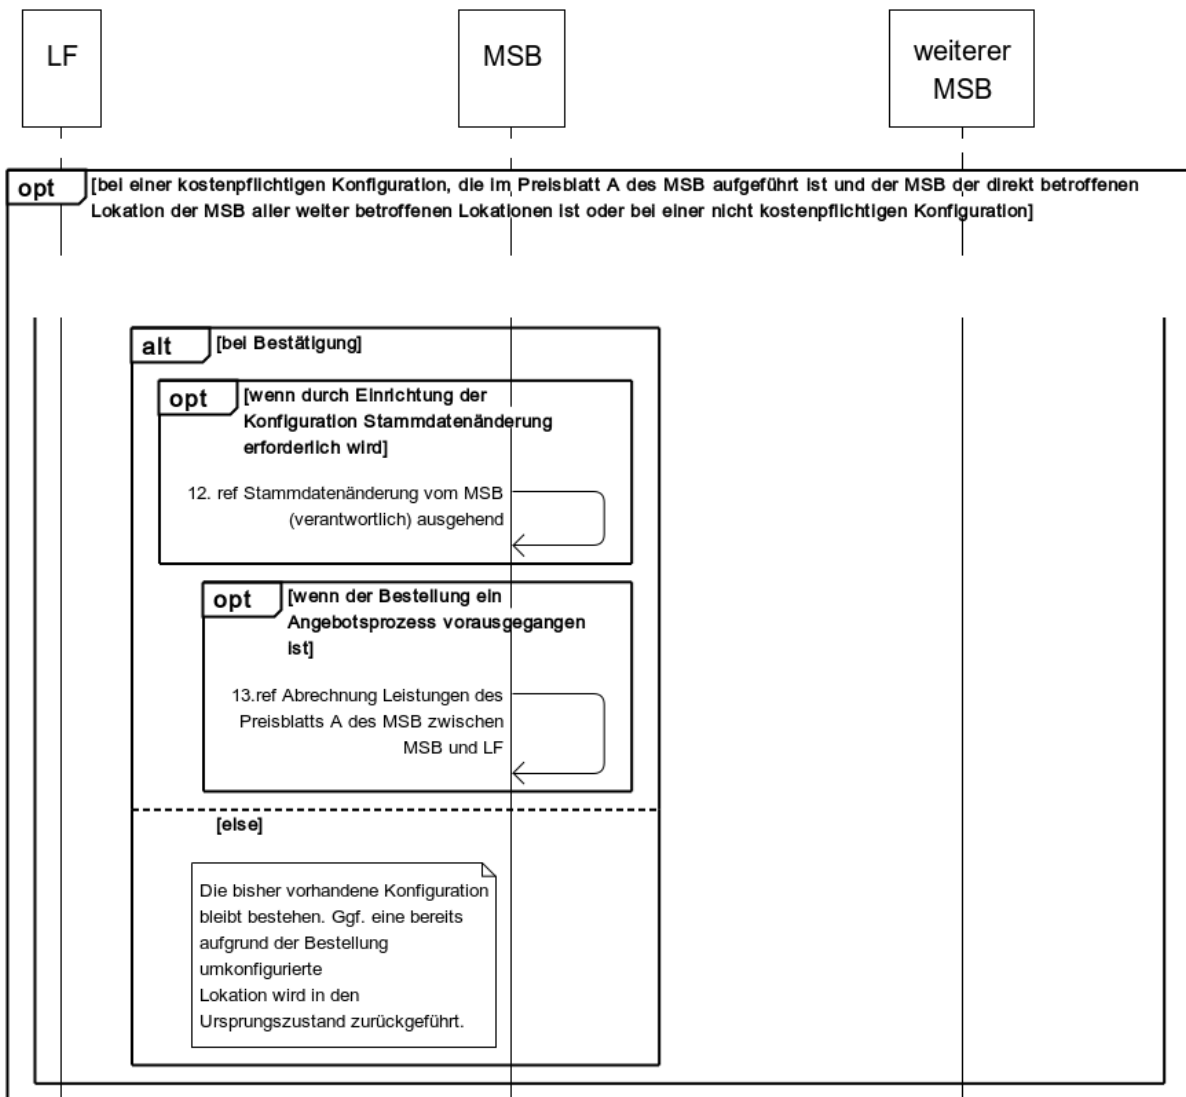 LF
MSB
weiterer
MSB
opt
[bei einer kostenpflichtigen Konfiguration, die im Preisblatt A des MSB aufgeführt ist und der MSB der direkt betroffenen
Lokation der MSB aller weiter betroffenen Lokationen ist oder bei einer nicht kostenpflichtigen Konfiguration]
alt
[bei Bestätigung]
opt
[wenn durch Einrichtung der
Konfiguration Stammdatenänderung
erforderlich wird]
12. ref Stammdatenänderung vom MSB
(verantwortlich) ausgehend
opt
[wenn der Bestellung ein
Angebotsprozess vorausgegangen
ist]
13.ref Abrechnung Leistungen des
Preisblatts A des MSB zwischen
MSB und LF
[else]
Die bisher vorhandene Konfiguration
bleibt bestehen. Ggf. eine bereits
aufgrund der Bestellung
umkonfigurierte
Lokation wird in den
Ursprungszustand zurückgeführt.